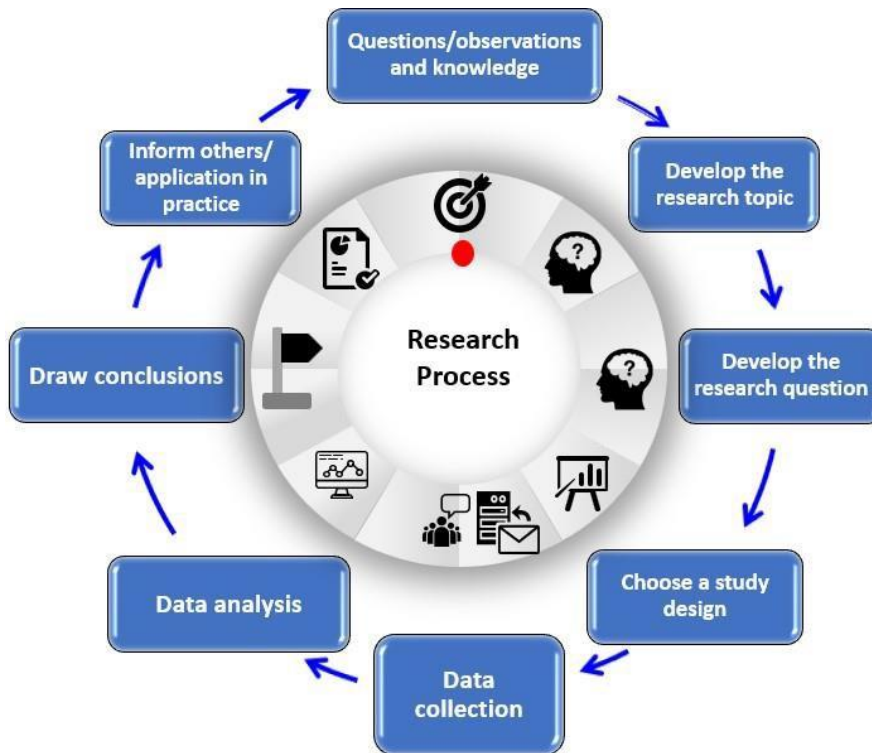 Questions/observations
and knowledge
Develop the
research topic
Develop the
research question
Choose a study
design
Data
collection
Data analysis
Draw conclusions
Inform others/
application in
practice
Research
Process
?
?